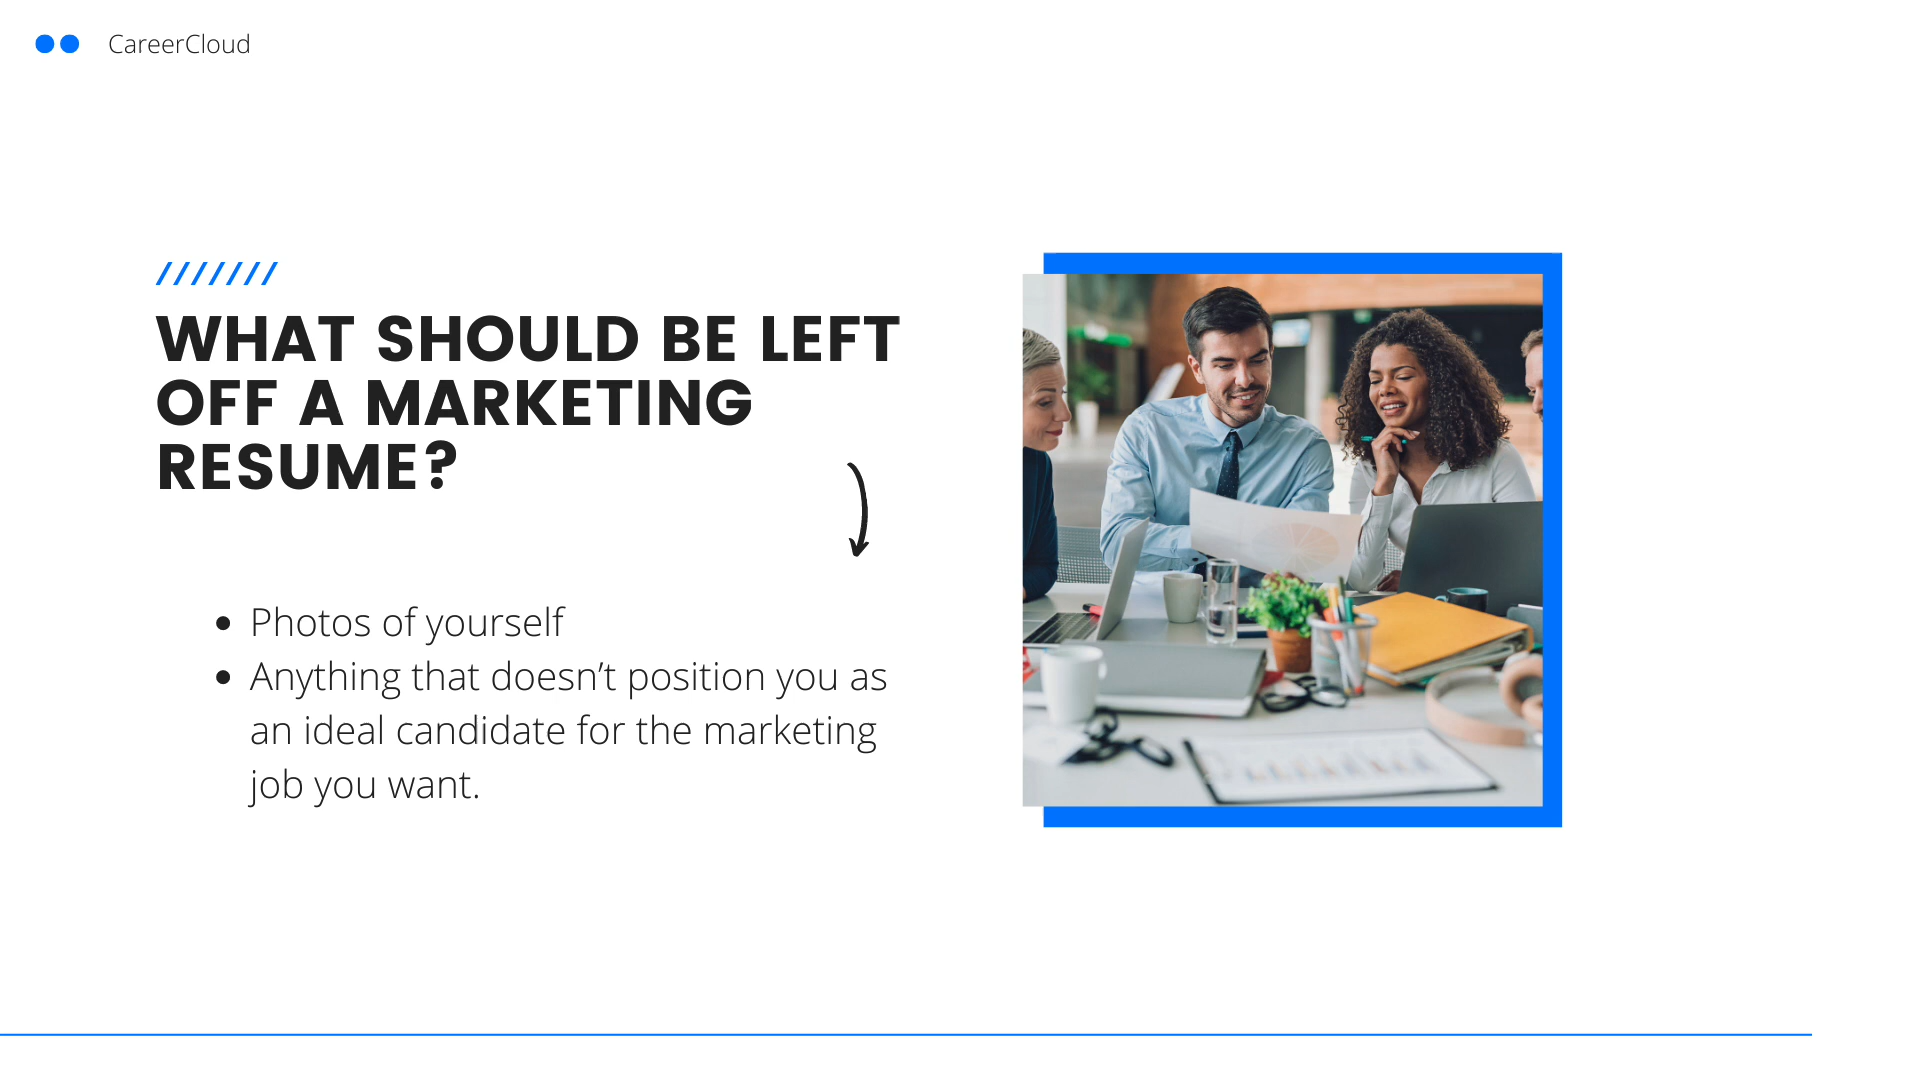 CareerCloud
WHAT SHOULD BE LEFT
OFF A MARKETING
RESUME?
• Photos of yourself
• Anything that doesn’t position you as
an ideal candidate for the marketing
job you want.